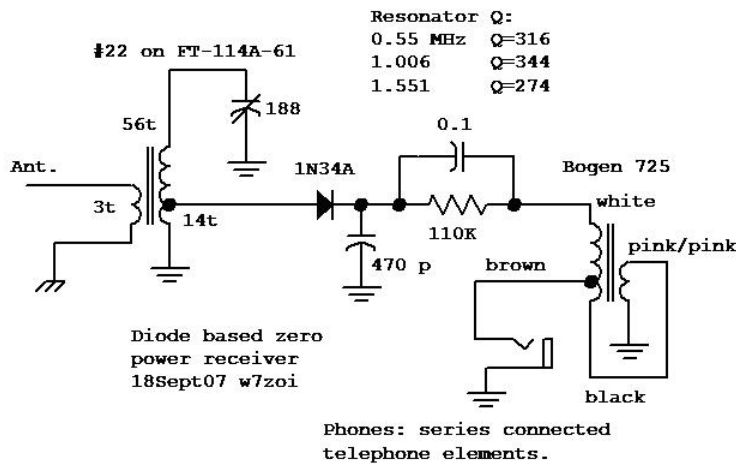 Resonator Q:
0.55 MHz Q=316
1.006 Q=344
1.551 Q=274
#22 on FT-114A-61
188
56t
0.1
Ant.
1N34A
Bogen 725
white
3t
14t
110K
pink/pink
470 p
brown
Diode based zero
power receiver
18Sept07 w7zoi
black
Phones: series connected
telephone elements.